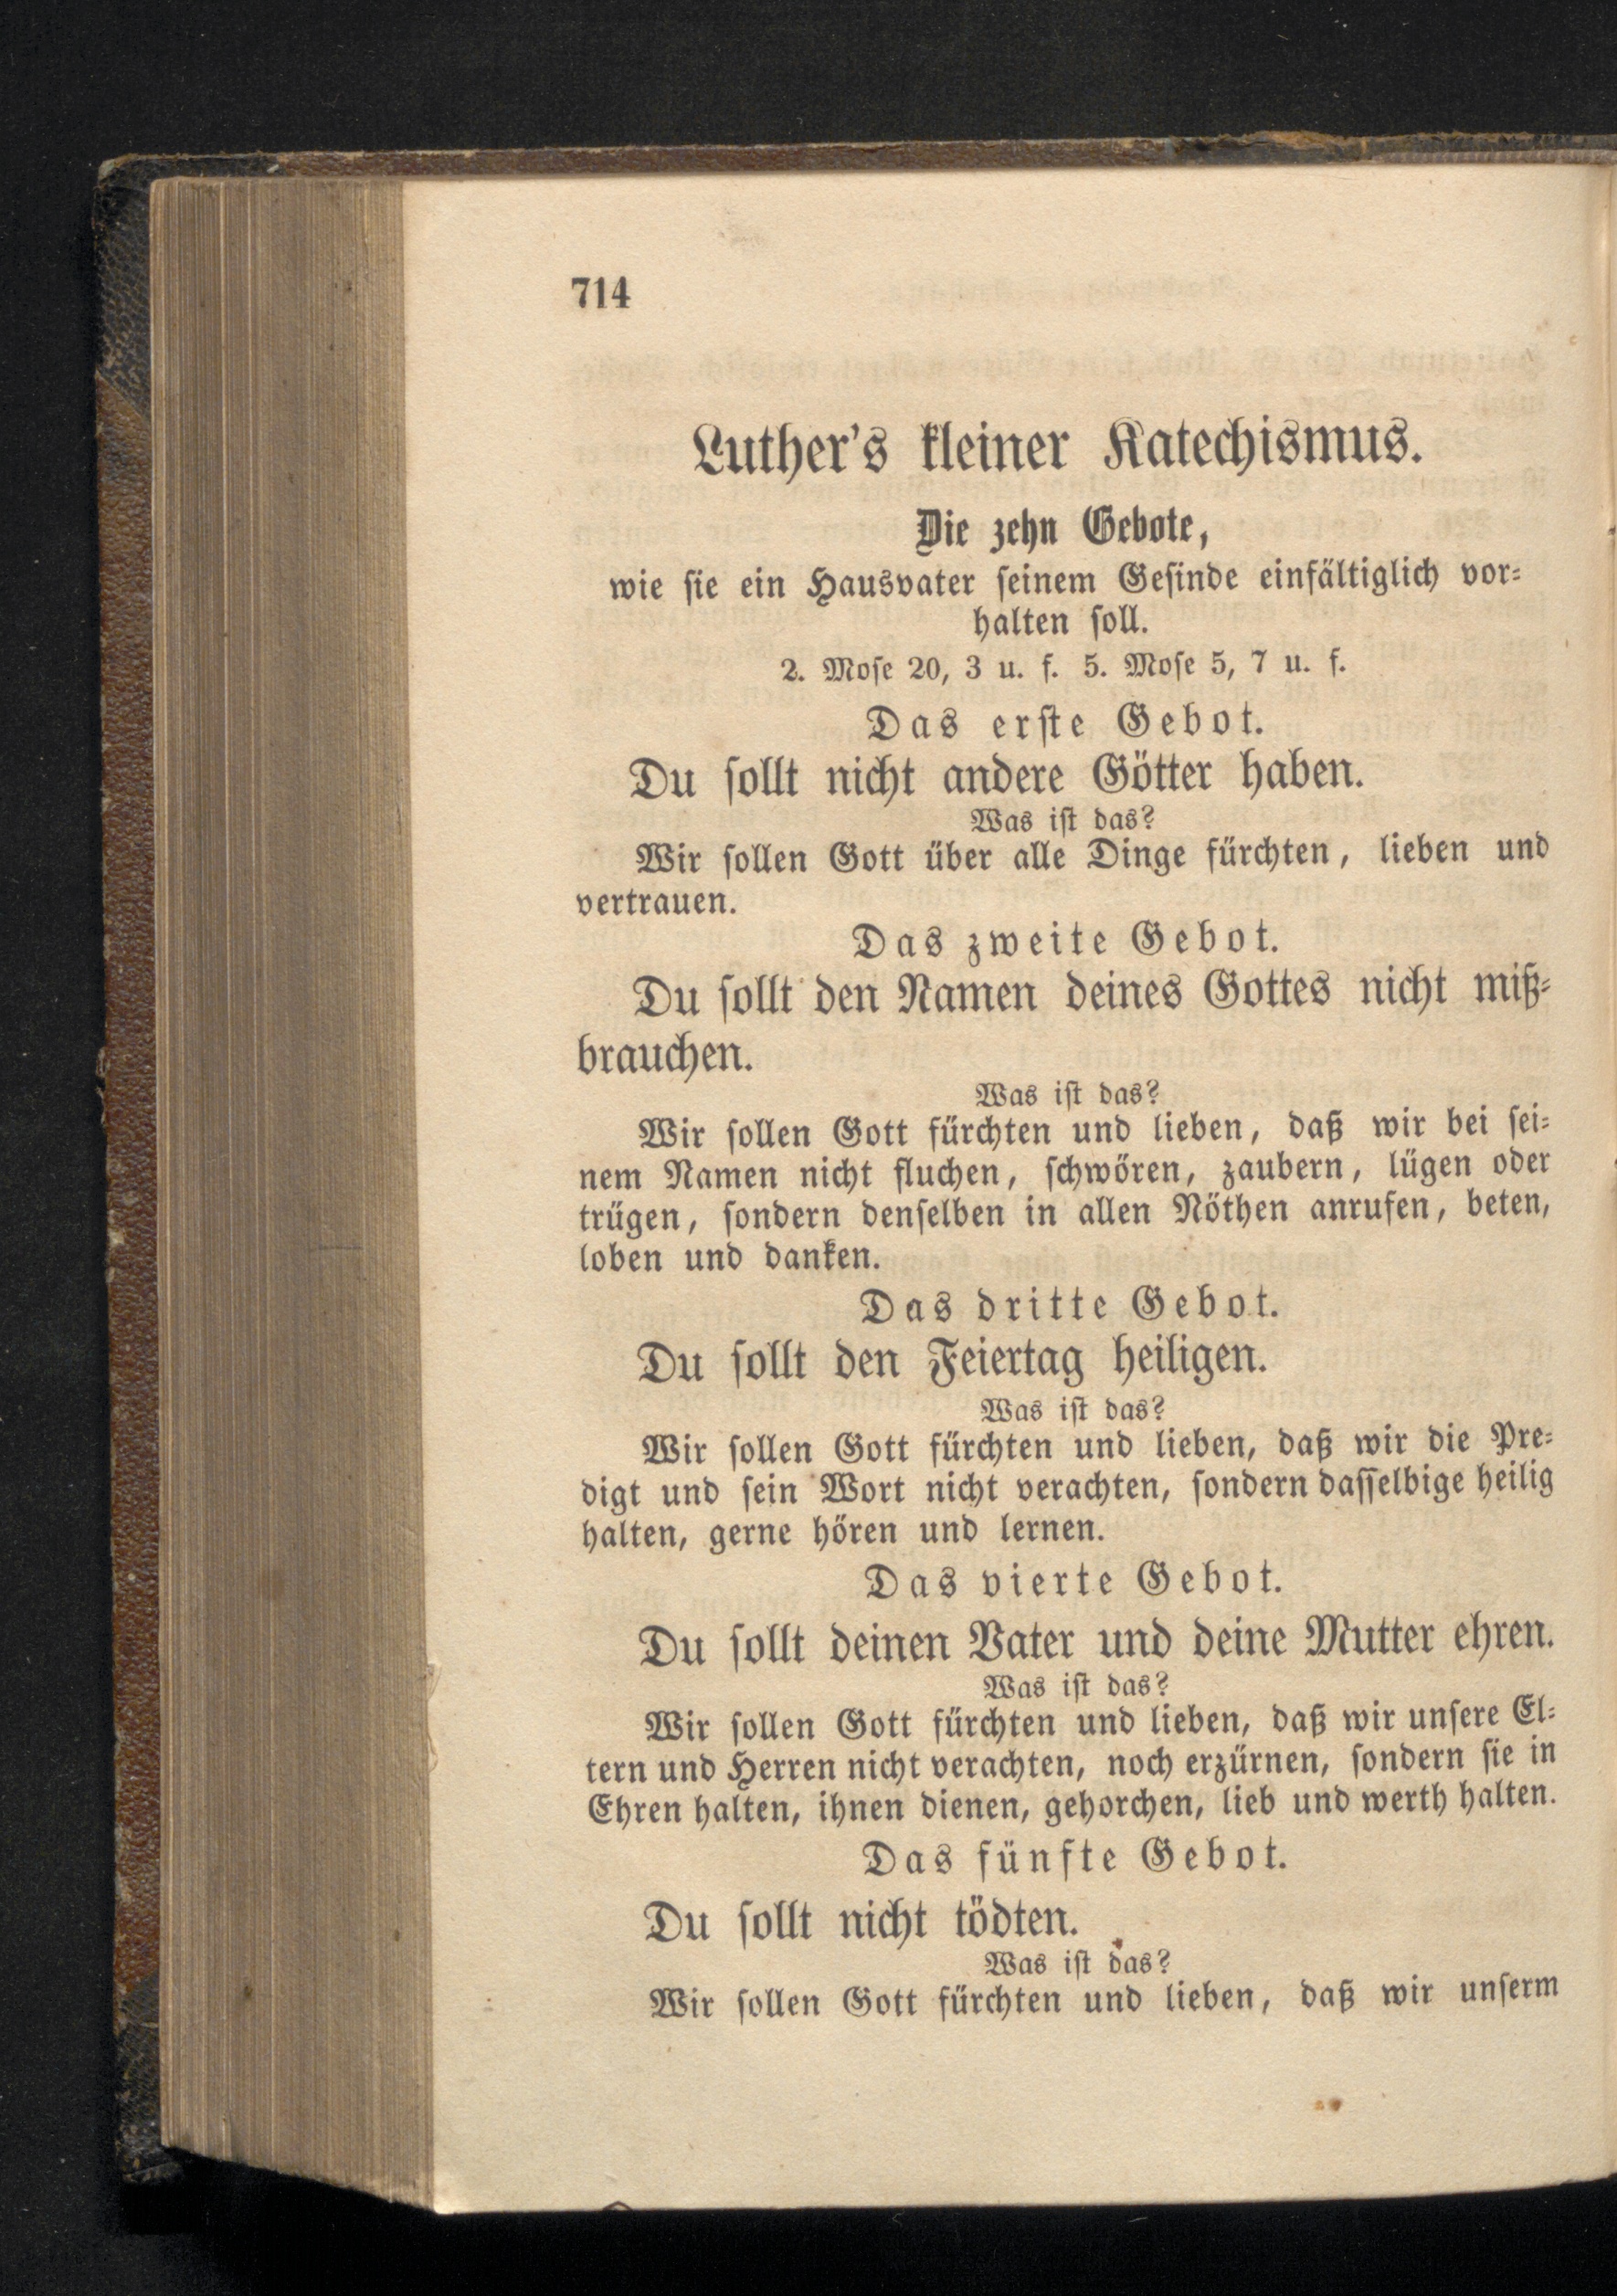 714
Luther's kleiner Katechismus.
Die zehn Gebote,
wie sie ein Hausvater seinem Gesinde einfältiglich vor-
halten soll.
2. Mose 20, 3 u. f. 5. Mose 5, 7 u. f.
Das erste Gebot.
Du sollt nicht andere Götter haben.
Was ist das?
Wir sollen Gott über alle Dinge fürchten, lieben und
vertrauen.
Das zweite Gebot.
Du sollt den Namen deines Gottes nicht miß-
brauchen.
Was ist das?
Wir sollen Gott fürchten und lieben, daß wir bei sei-
nem Namen nicht fluchen, schwören, zaubern, lügen oder
trügen, sondern denselben in allen Nöthen anrufen, beten,
loben und danken.
Das dritte Gebot.
Du sollt den Feiertag heiligen.
Was ist das?
Wir sollen Gott fürchten und lieben, daß wir die Pre-
digt und sein Wort nicht verachten, sondern dasselbige heilig
halten, gerne hören und lernen.
Das vierte Gebot.
Du sollt deinen Vater und deine Mutter ehren.
Was ist das?
Wir sollen Gott fürchten und lieben, daß wir unsere El-
tern und Herren nicht verachten, noch erzürnen, sondern sie in
Ehren halten, ihnen dienen, gehorchen, lieb und werth halten.
Das fünfte Gebot.
Du sollt nicht tödten.
Was ist das?
Wir sollen Gott fürchten und lieben, daß wir unserm